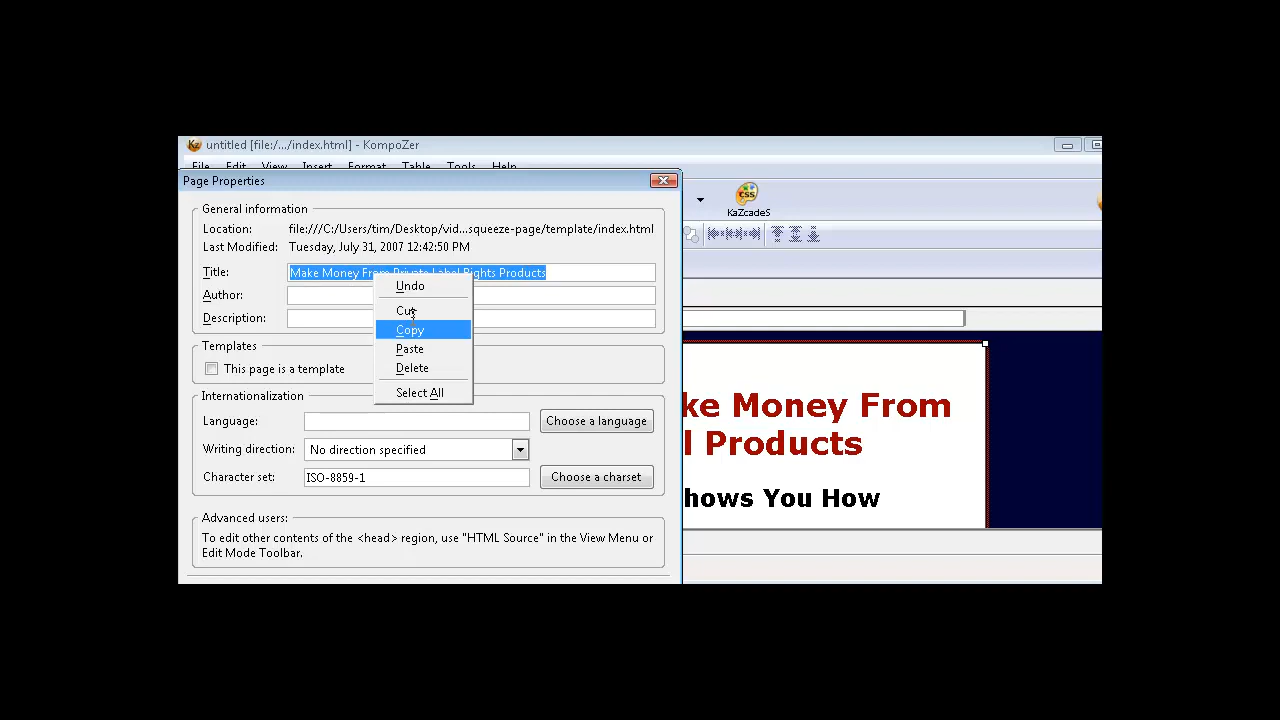 untitled [file:/.../index.html] - KompoZer
File Edit View Insert Format Table Tools Help
Page Properties
CSS
KaZcadeS
General information
Location: file:///C:/Users/tim/Desktop/vid...squeeze-page/template/index.html
Last Modified: Tuesday, July 31, 2007 12:42:50 PM
Title: Make Money From Private Label Rights Products
Author:
Description:
Undo
Cut
Copy
Paste
Delete
Select All
Templates
This page is a template
Internationalization
Language: Choose a language
Writing direction: No direction specified
Character set: ISO-8859-1 Choose a charset
Advanced users:
To edit other contents of the <head> region, use "HTML Source" in the View Menu or
Edit Mode Toolbar.
ke Money From
l Products
hows You How